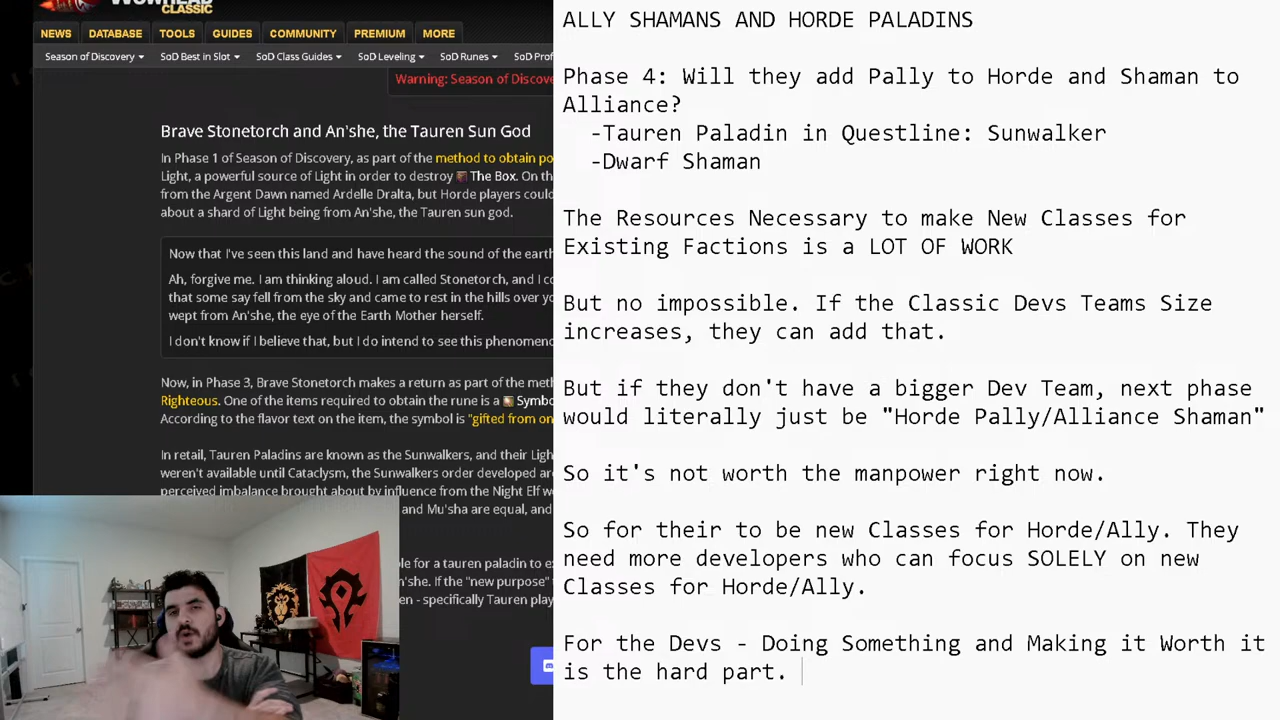 CLASSIC
NEWS DATABASE TOOLS GUIDES COMMUNITY PREMIUM MORE
Season of Discovery SoD Best in Slot SoD Class Guides SoD Leveling SoD Runes SoD Prof
Warning: Season of Discove
Brave Stonetorch and An'she, the Tauren Sun God
In Phase 1 of Season of Discovery, as part of the method to obtain po
Light, a powerful source of Light in order to destroy The Box. On th
from the Argent Dawn named Ardelle Dralta, but Horde players could
about a shard of Light being from An'she, the Tauren sun god.
Now that I've seen this land and have heard the sound of the earth
Ah, forgive me. I am thinking aloud. I am called Stonetorch, and I co
that some say fell from the sky and came to rest in the hills over yo
wept from An'she, the eye of the Earth Mother herself.
I don't know if I believe that, but I do intend to see this phenomen
Now, in Phase 3, Brave Stonetorch makes a return as part of the meth
Righteous. One of the items required to obtain the rune is a Symbo
According to the flavor text on the item, the symbol is "gifted from on
In retail, Tauren Paladins are known as the Sunwalkers, and their Ligh
weren't available until Cataclysm, the Sunwalkers order developed are
perceived imbalance brought about by influence from the Night Elf w
and Mu'sha are equal, and
le for a tauren paladin to ex
n'she. If the "new purpose"
en - specifically Tauren play
ALLY SHAMANS AND HORDE PALADINS
Phase 4: Will they add Pally to Horde and Shaman to
Alliance?
-Tauren Paladin in Questline: Sunwalker
-Dwarf Shaman
The Resources Necessary to make New Classes for
Existing Factions is a LOT OF WORK
But no impossible. If the Classic Devs Teams Size
increases, they can add that.
But if they don't have a bigger Dev Team, next phase
would literally just be "Horde Pally/Alliance Shaman"
So it's not worth the manpower right now.
So for their to be new Classes for Horde/Ally. They
need more developers who can focus SOLELY on new
Classes for Horde/Ally.
For the Devs - Doing Something and Making it Worth it
is the hard part.